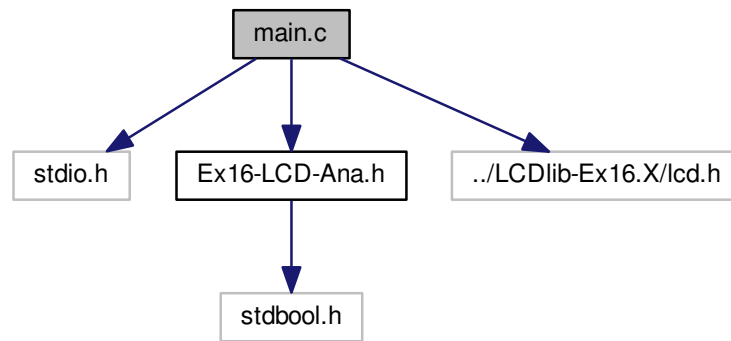 main.c
stdio.h
Ex16-LCD-Ana.h
../LCDlib-Ex16.X/lcd.h
stdbool.h